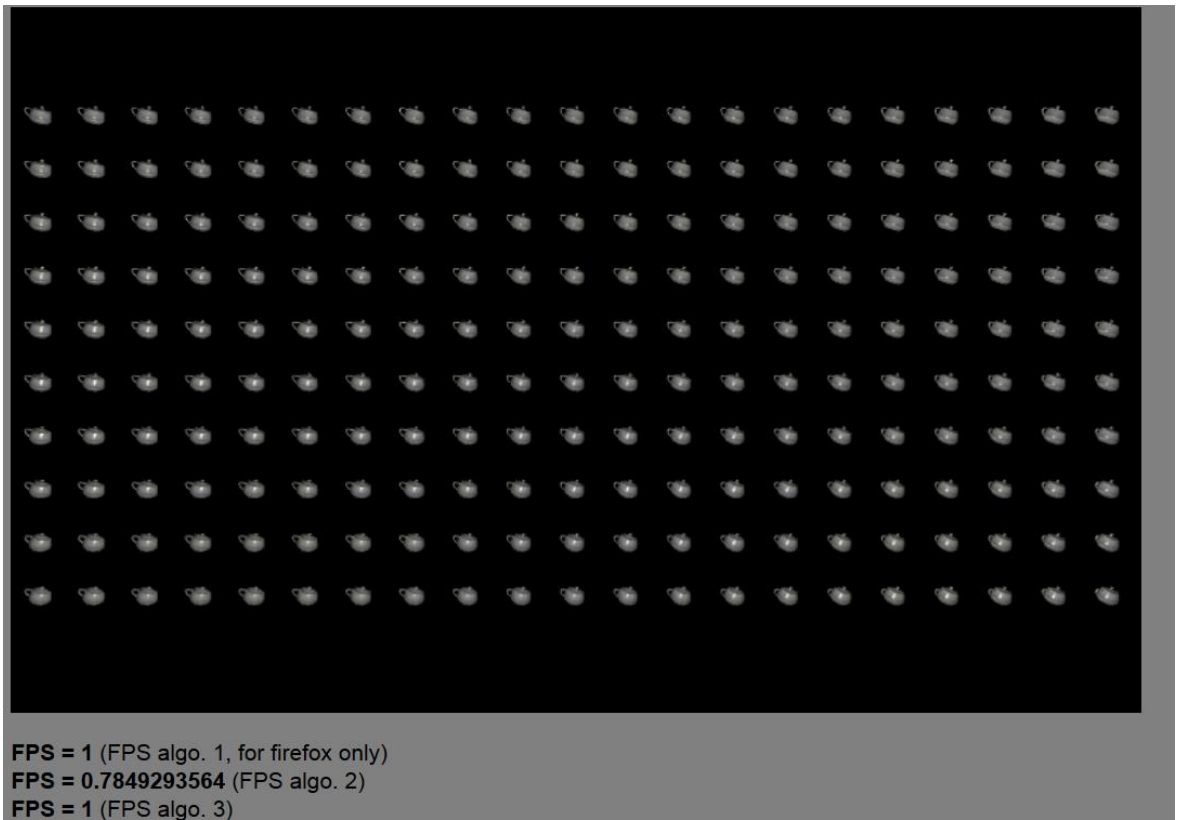 FPS = 1 (FPS algo. 1, for firefox only)
FPS = 0.7849293564 (FPS algo. 2)
FPS = 1 (FPS algo. 3)